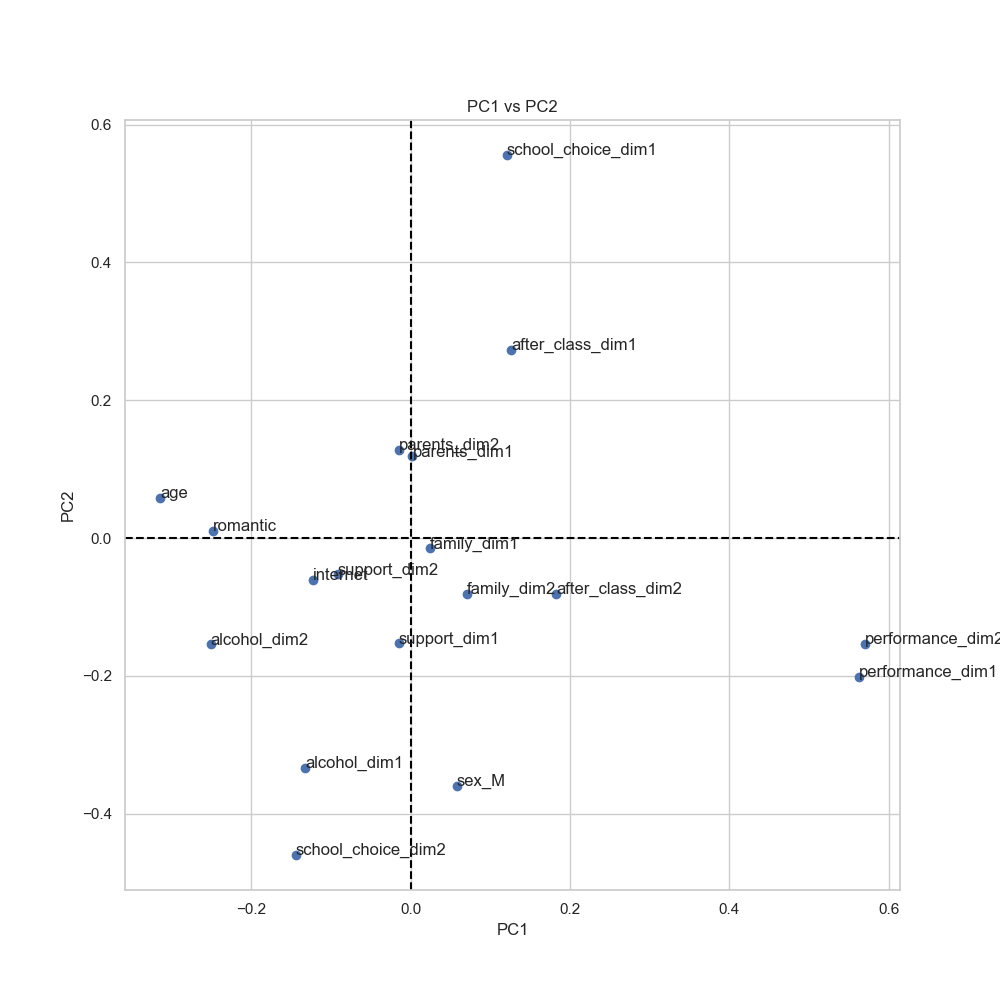 PC1 vs PC2
0.6
school_choice_dim1
0.4
after_class_dim1
0.2
parents_dim2
parents_dim1
age
PC2
romantic
0.0
family_dim1
support_dim2
internet
family_dim2
after_class_dim2
alcohol_dim2
support_dim1
performance_dim2
performance_dim1
−0.2
alcohol_dim1
sex_M
−0.4
school_choice_dim2
−0.2 0.0 0.2 0.4 0.6
PC1